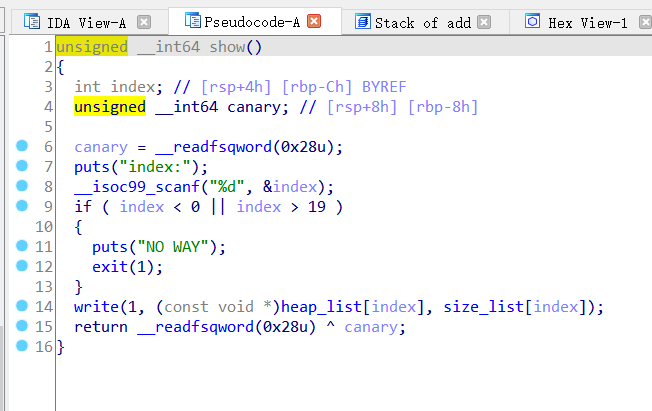 IDA View-A Pseudocode-A Stack of add Hex View-1
1 unsigned __int64 show()
2 {
3 int index; // [rsp+4h] [rbp-Ch] BYREF
4 unsigned __int64 canary; // [rsp+8h] [rbp-8h]
5
6 canary = __readfsqword(0x28u);
7 puts("index:");
8 __isoc99_scanf("%d", &index);
9 if ( index < 0 || index > 19 )
10 {
11 puts("NO WAY");
12 exit(1);
13 }
14 write(1, (const void *)heap_list[index], size_list[index]);
15 return __readfsqword(0x28u) ^ canary;
16 }